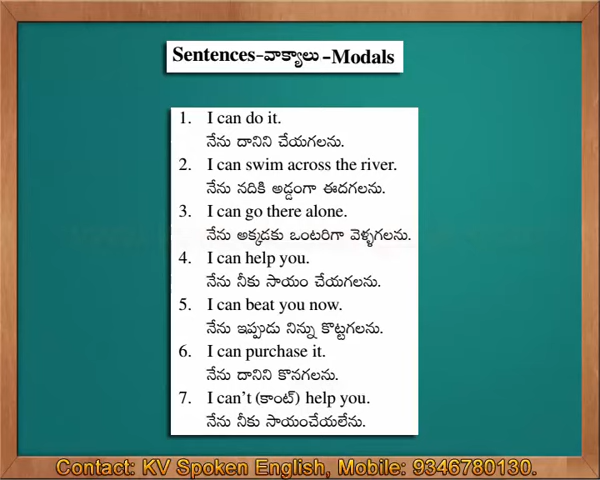 Sentences-వాక్యాలు -Modals
1. I can do it.
నేను దానిని చేయగలను.
2. I can swim across the river.
నేను నదికి అడ్డంగా ఈదగలను.
3. I can go there alone.
నేను అక్కడకు ఒంటరిగా వెళ్ళగలను.
4. I can help you.
నేను నీకు సాయం చేయగలను.
5. I can beat you now.
నేను ఇప్పుడు నిన్ను కొట్టగలను.
6. I can purchase it.
నేను దానిని కొనగలను.
7. I can't (కాంట్) help you.
నేను నీకు సాయంచేయలేను.
Contact: KV Spoken English, Mobile: 9346780130.